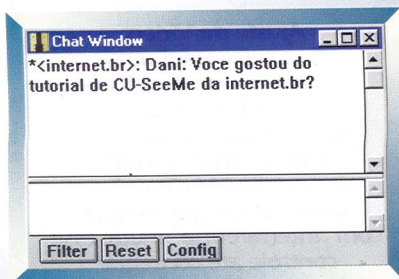 Chat Window
*<internet.br>: Dani: Voce gostou do
tutorial de CU-SeeMe da internet.br?
Filter Reset Config